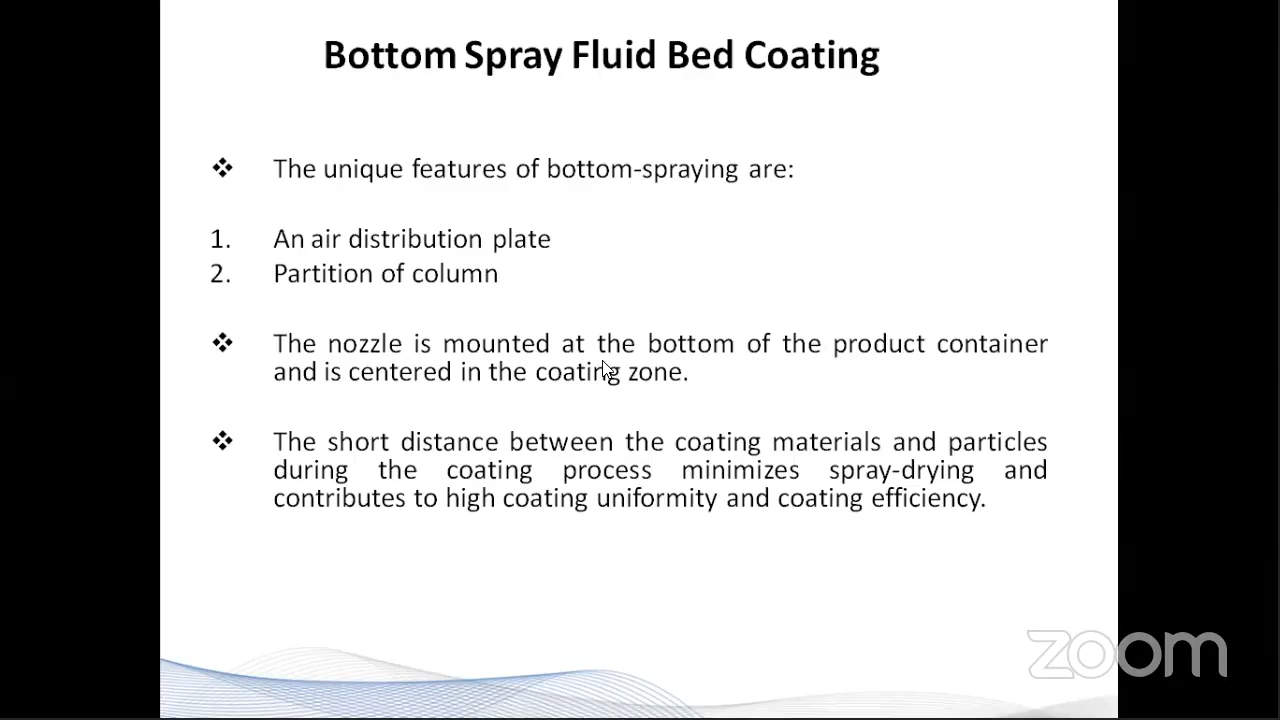 Bottom Spray Fluid Bed Coating
❖ The unique features of bottom-spraying are:
1. An air distribution plate
2. Partition of column
❖ The nozzle is mounted at the bottom of the product container
and is centered in the coating zone.
❖ The short distance between the coating materials and particles
during the coating process minimizes spray-drying and
contributes to high coating uniformity and coating efficiency.
zoom